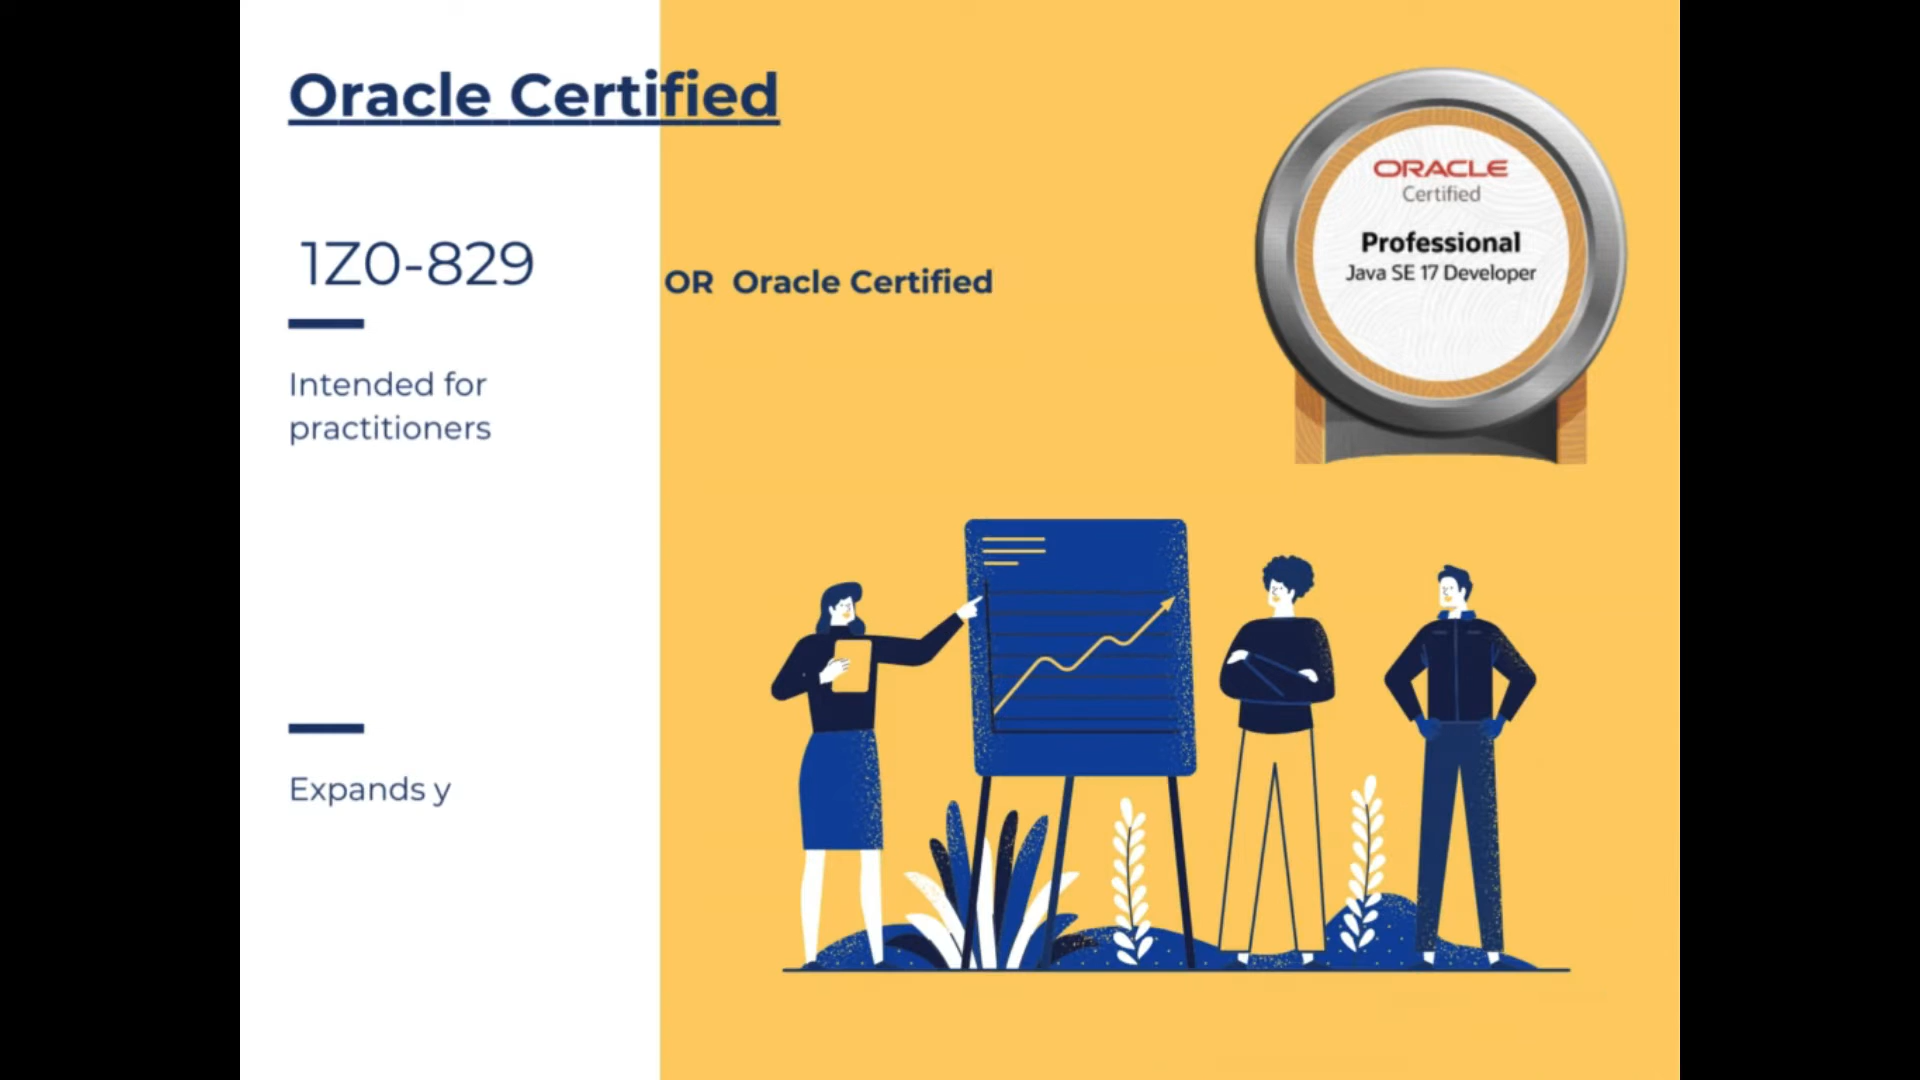 Oracle Certified
1Z0-829
OR Oracle Certified
Intended for
practitioners
Expands y
ORACLE
Certified
Professional
Java SE 17 Developer